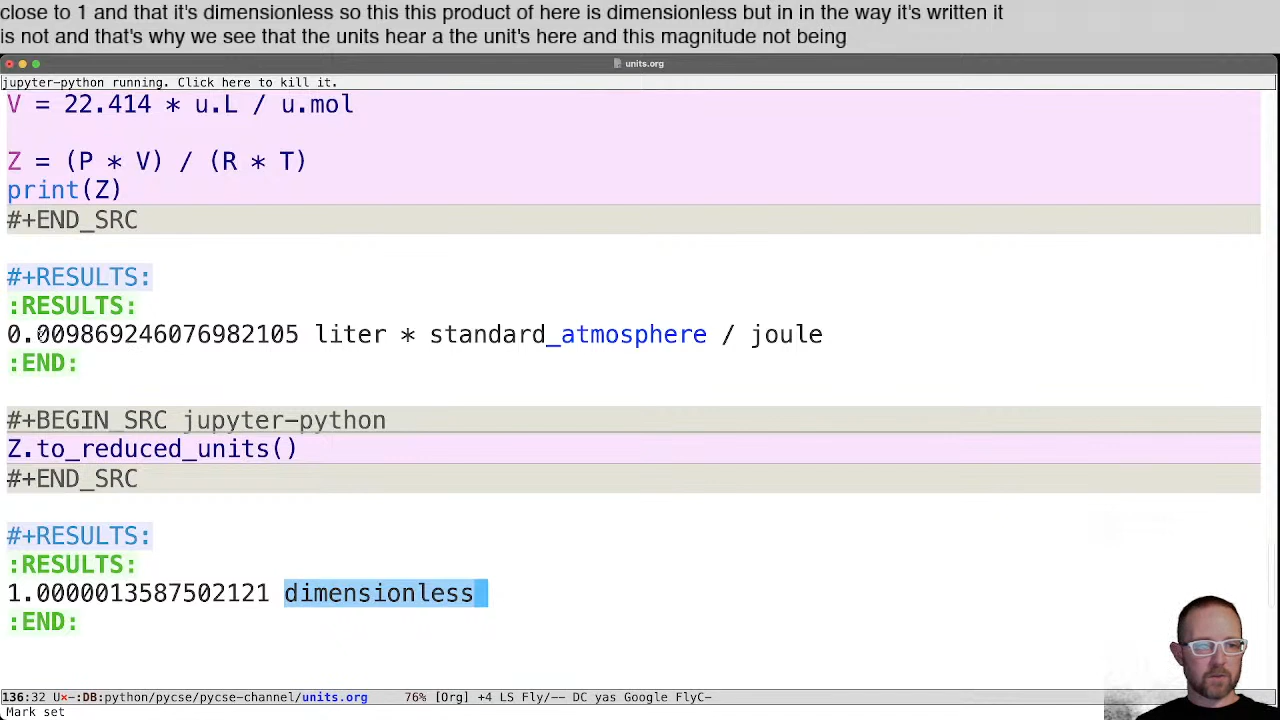 close to 1 and that it's dimensionless so this this product of here is dimensionless but in in the way it's written it
is not and that's why we see that the units hear a the unit's here and this magnitude not being
units.org
jupyter-python running. Click here to kill it.
V = 22.414 * u.L / u.mol
Z = (P * V) / (R * T)
print(Z)
#+END_SRC
#+RESULTS:
:RESULTS:
0.009869246076982105 liter * standard_atmosphere / joule
:END:
#+BEGIN_SRC jupyter-python
Z.to_reduced_units()
#+END_SRC
#+RESULTS:
:RESULTS:
1.0000013587502121 dimensionless
:END:
136:32 U×-:DB:python/pycse/pycse-channel/units.org 76% [Org] +4 LS Fly/-- DC yas Google FlyC-
Mark set